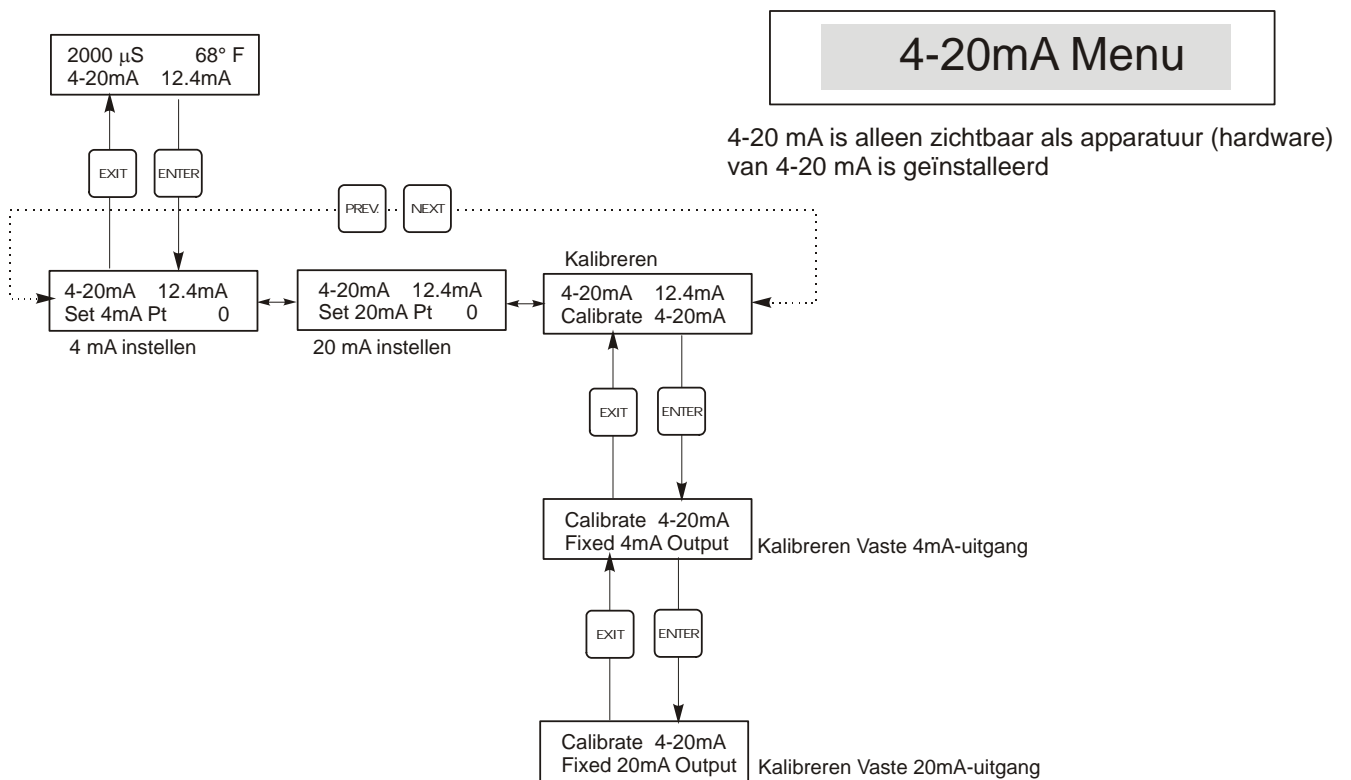 4-20mA Menu
4-20 mA is alleen zichtbaar als apparatuur (hardware)
van 4-20 mA is geïnstalleerd
2000 μS 68° F
4-20mA 12.4mA
EXIT
ENTER
PREV.
NEXT
4-20mA 12.4mA
Set 4mA Pt 0
4 mA instellen
4-20mA 12.4mA
Set 20mA Pt 0
20 mA instellen
Kalibreren
4-20mA 12.4mA
Calibrate 4-20mA
EXIT
ENTER
Calibrate 4-20mA
Fixed 4mA Output
Kalibreren Vaste 4mA-uitgang
EXIT
ENTER
Calibrate 4-20mA
Fixed 20mA Output
Kalibreren Vaste 20mA-uitgang